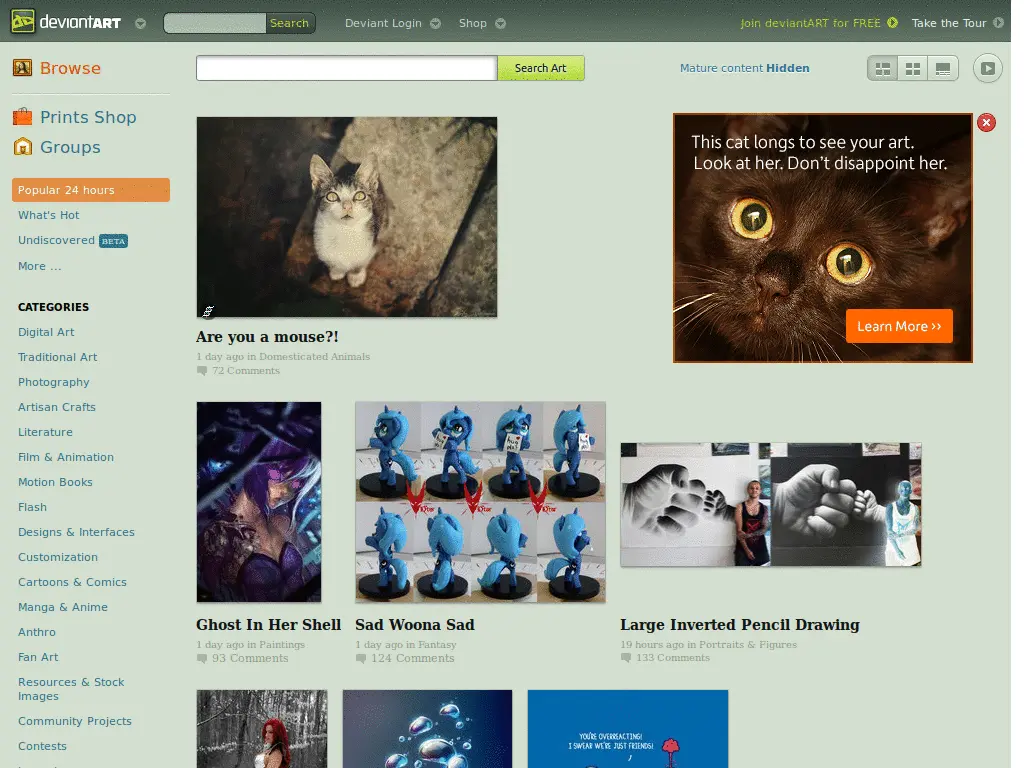 deviantART
Search
Deviant Login
Shop
Join deviantART for FREE
Take the Tour
Browse
Prints Shop
Groups
Popular 24 hours
What's Hot
Undiscovered BETA
More ...
CATEGORIES
Digital Art
Traditional Art
Photography
Artisan Crafts
Literature
Film & Animation
Motion Books
Flash
Designs & Interfaces
Customization
Cartoons & Comics
Manga & Anime
Anthro
Fan Art
Resources & Stock
Images
Community Projects
Contests
Search Art
Mature content Hidden
This cat longs to see your art.
Look at her. Don't disappoint her.
Learn More ››
Are you a mouse?!
1 day ago in Domesticated Animals
72 Comments
Ghost In Her Shell
1 day ago in Paintings
93 Comments
Sad Woona Sad
1 day ago in Fantasy
124 Comments
Large Inverted Pencil Drawing
19 hours ago in Portraits & Figures
133 Comments
YOU'RE OVERREACTING!
I SWEAR WE'RE JUST FRIENDS!